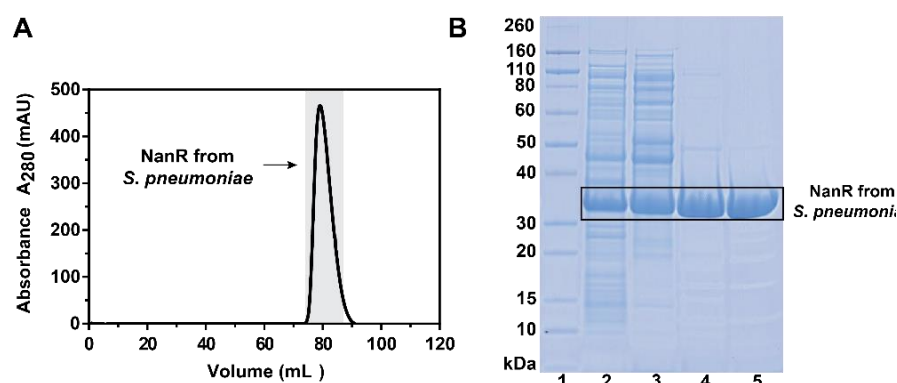 A
Absorbance A280 (mAU)
500
400
300
200
100
0
NanR from
S. pneumoniae
0 20 40 60 80 100 120
Volume (mL )
B
260
160
110
80
60
50
40
30
20
15
10
kDa
NanR from
S. pneumonia
1 2 3 4 5